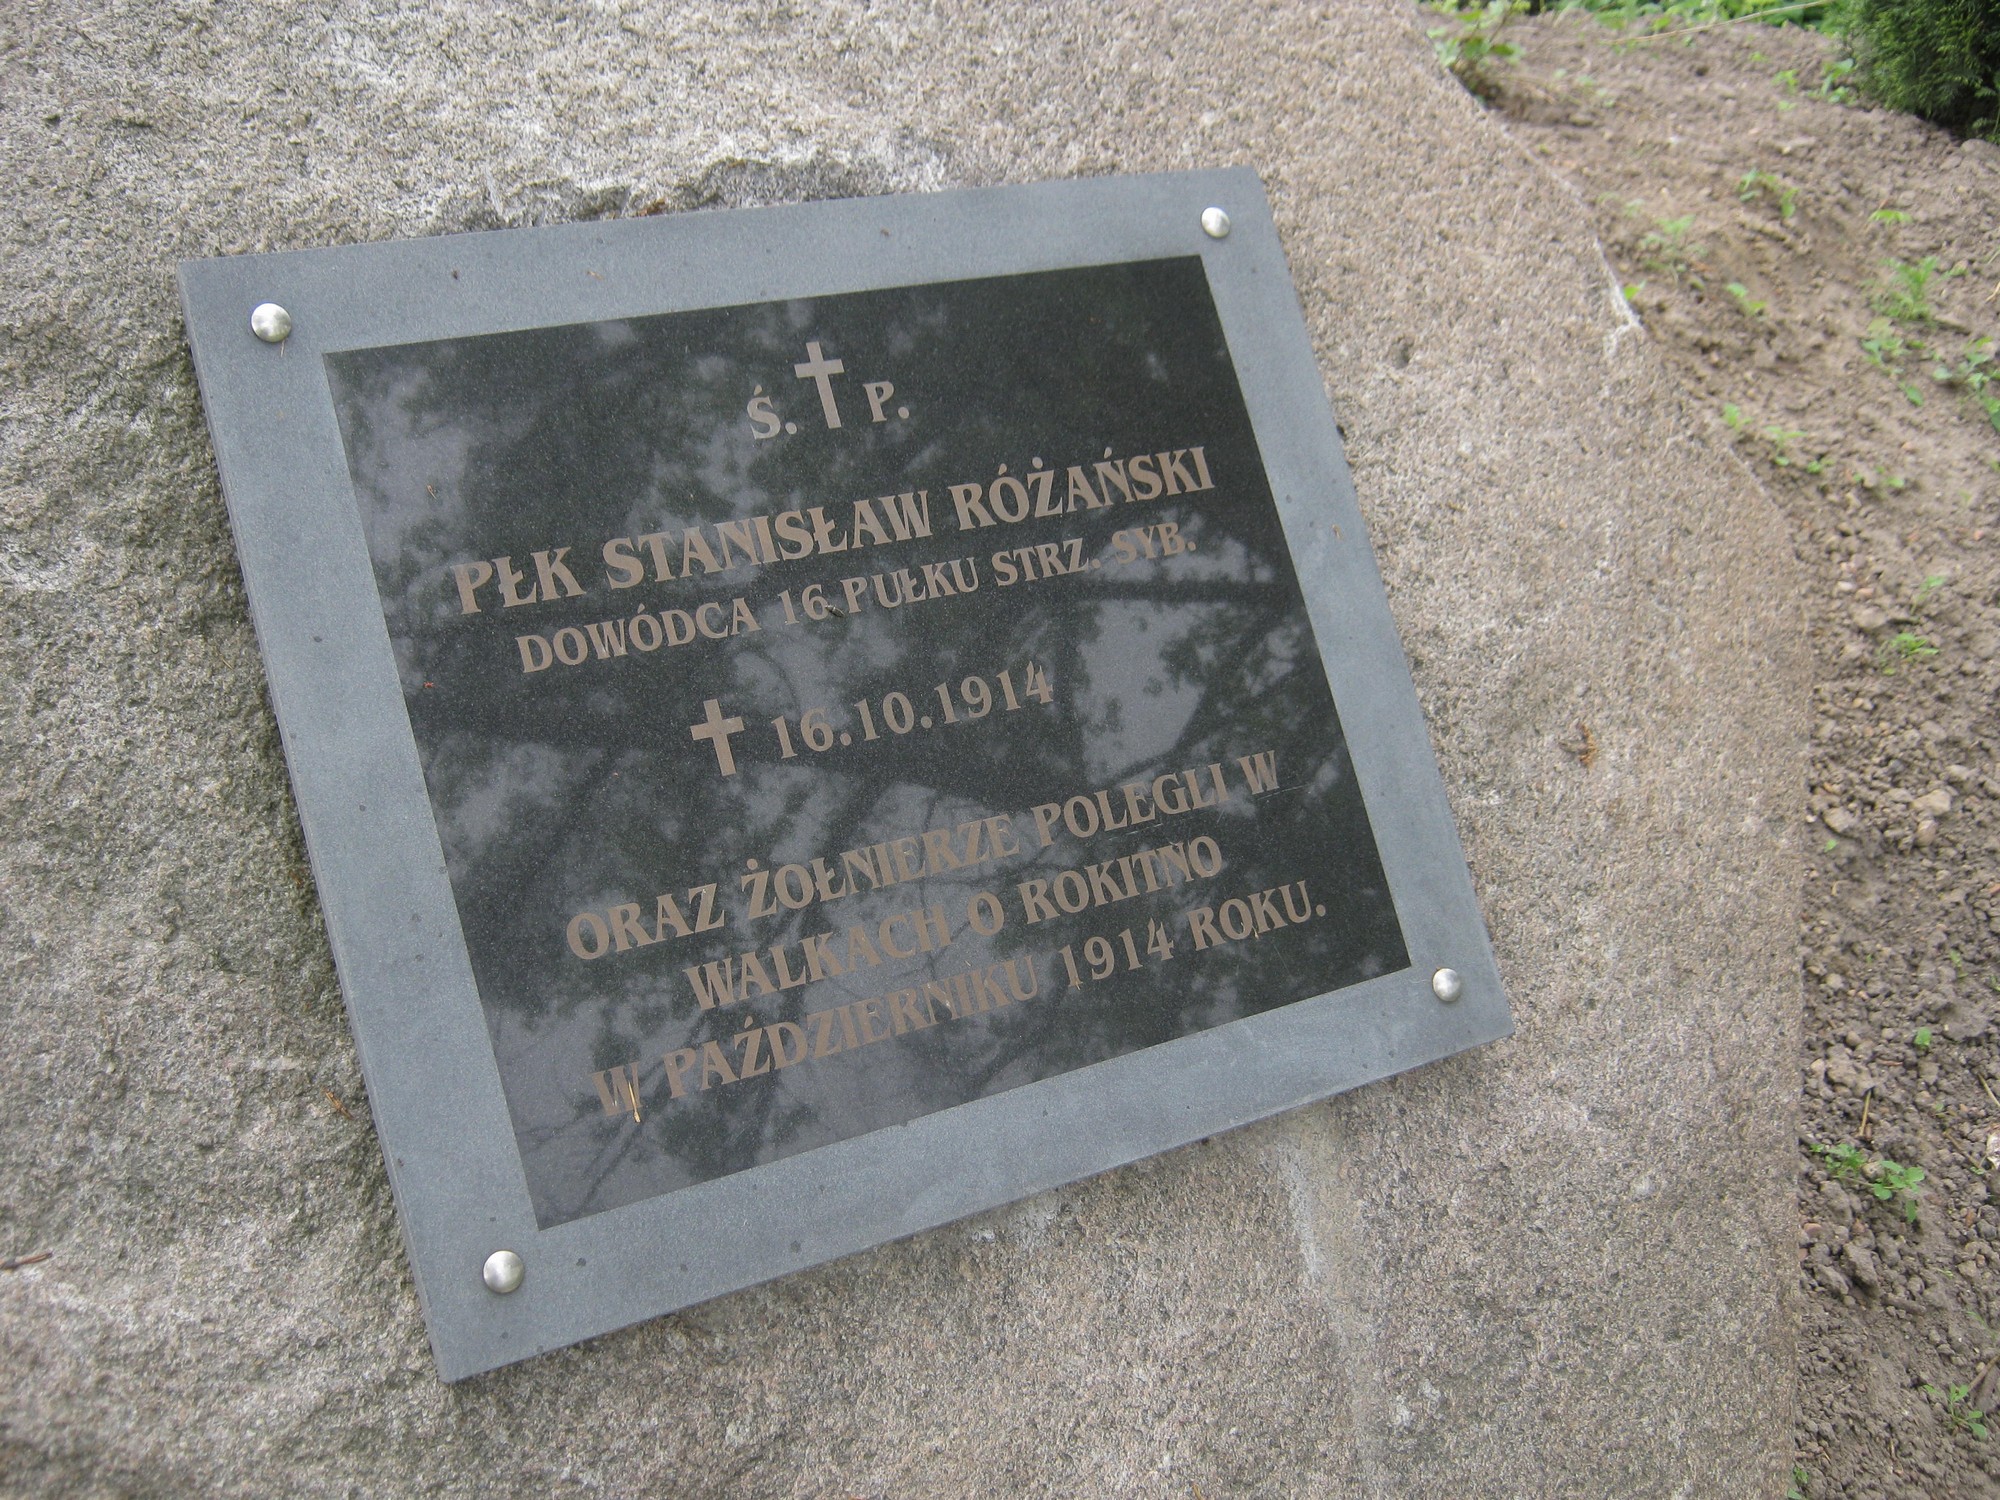 Ś. P.
PŁK STANISŁAW RÓŻAŃSKI
DOWÓDCA 16 PUŁKU STRZ. SYB.
16.10.1914
ORAZ ŻOŁNIERZE POLEGLI W
WALKACH O ROKITNO
W PAŹDZIERNIKU 1914 ROKU.